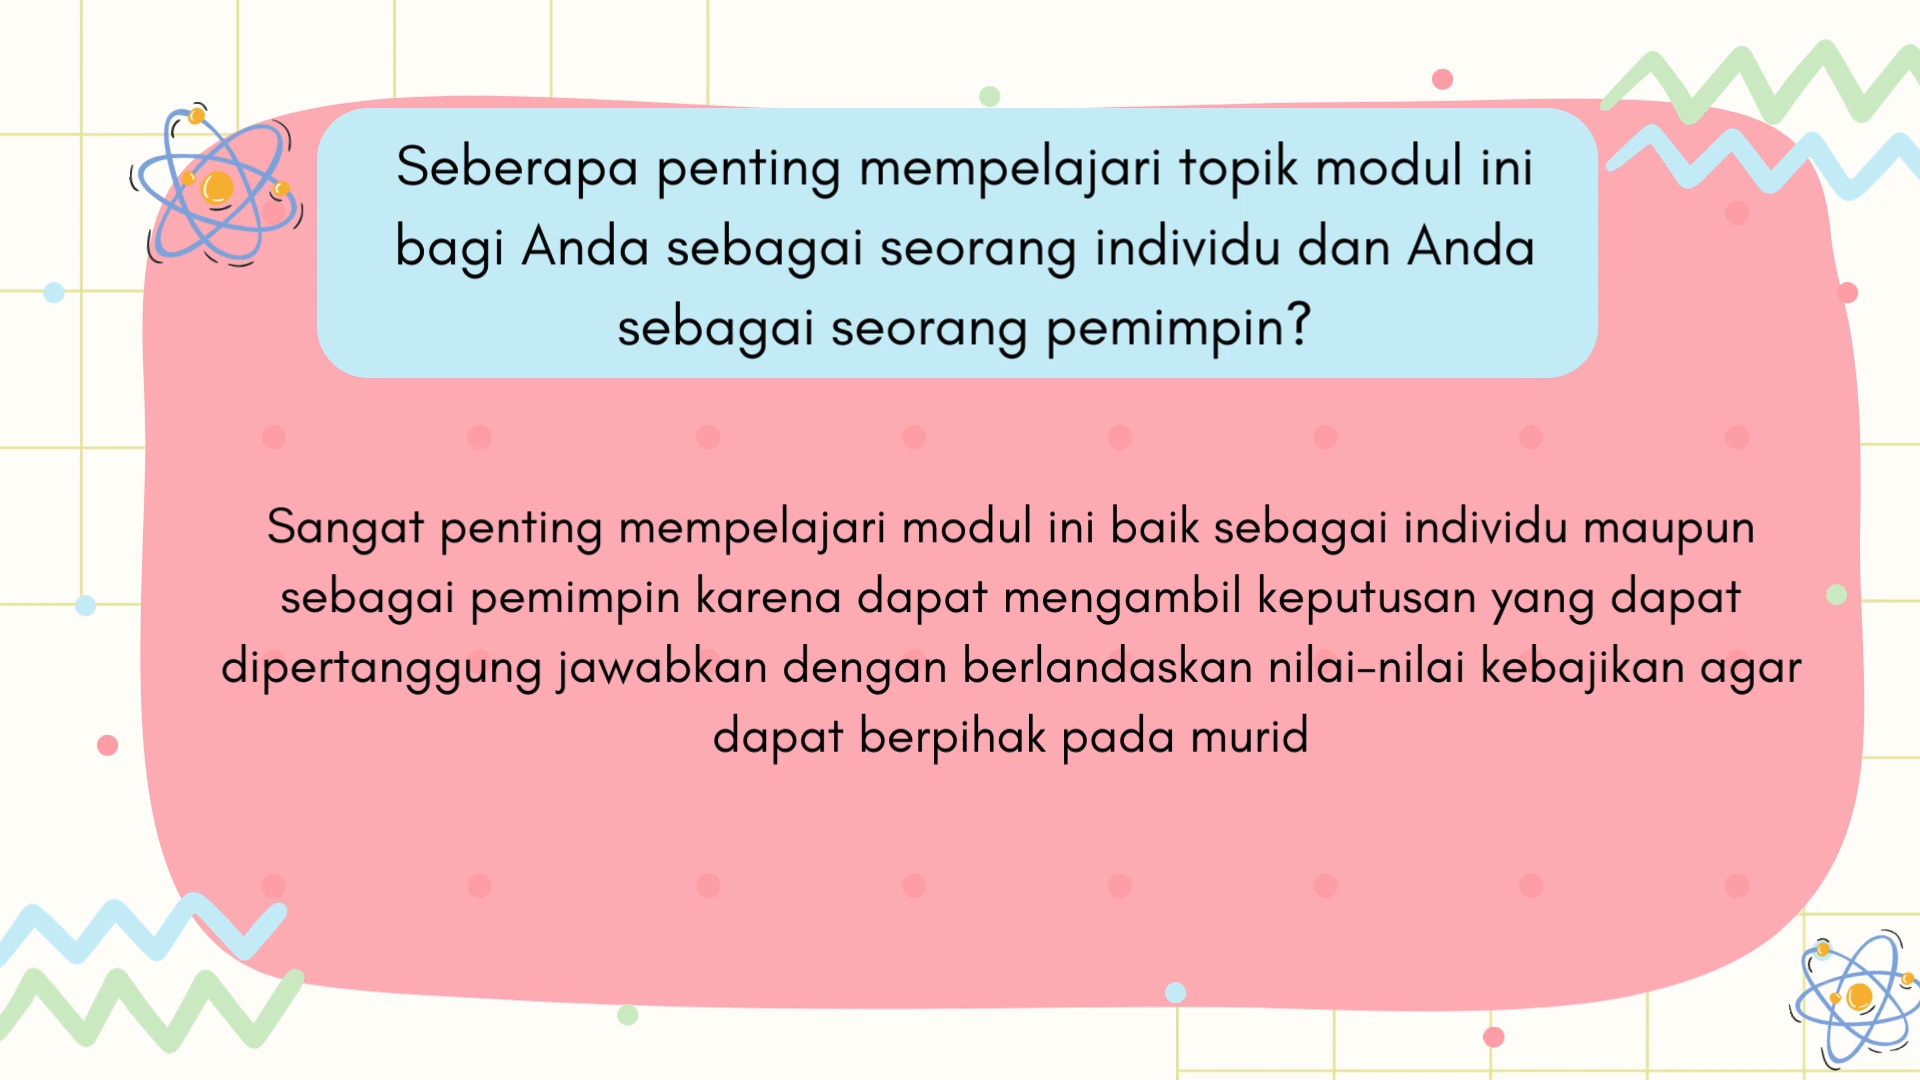 Seberapa penting mempelajari topik modul ini
bagi Anda sebagai seorang individu dan Anda
sebagai seorang pemimpin?
Sangat penting mempelajari modul ini baik sebagai individu maupun
sebagai pemimpin karena dapat mengambil keputusan yang dapat
dipertanggung jawabkan dengan berlandaskan nilai-nilai kebajikan agar
dapat berpihak pada murid